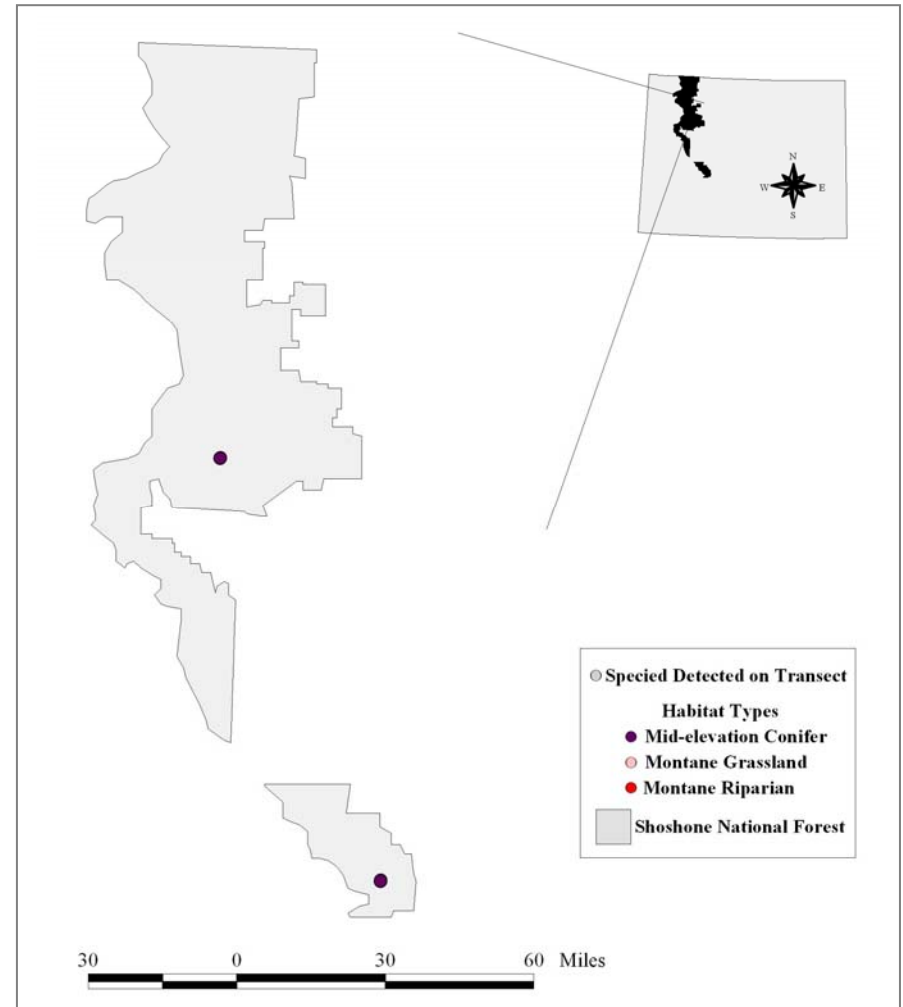 N
W E
S
Specied Detected on Transect
Habitat Types
Mid-elevation Conifer
Montane Grassland
Montane Riparian
Shoshone National Forest
30 0 30 60 Miles